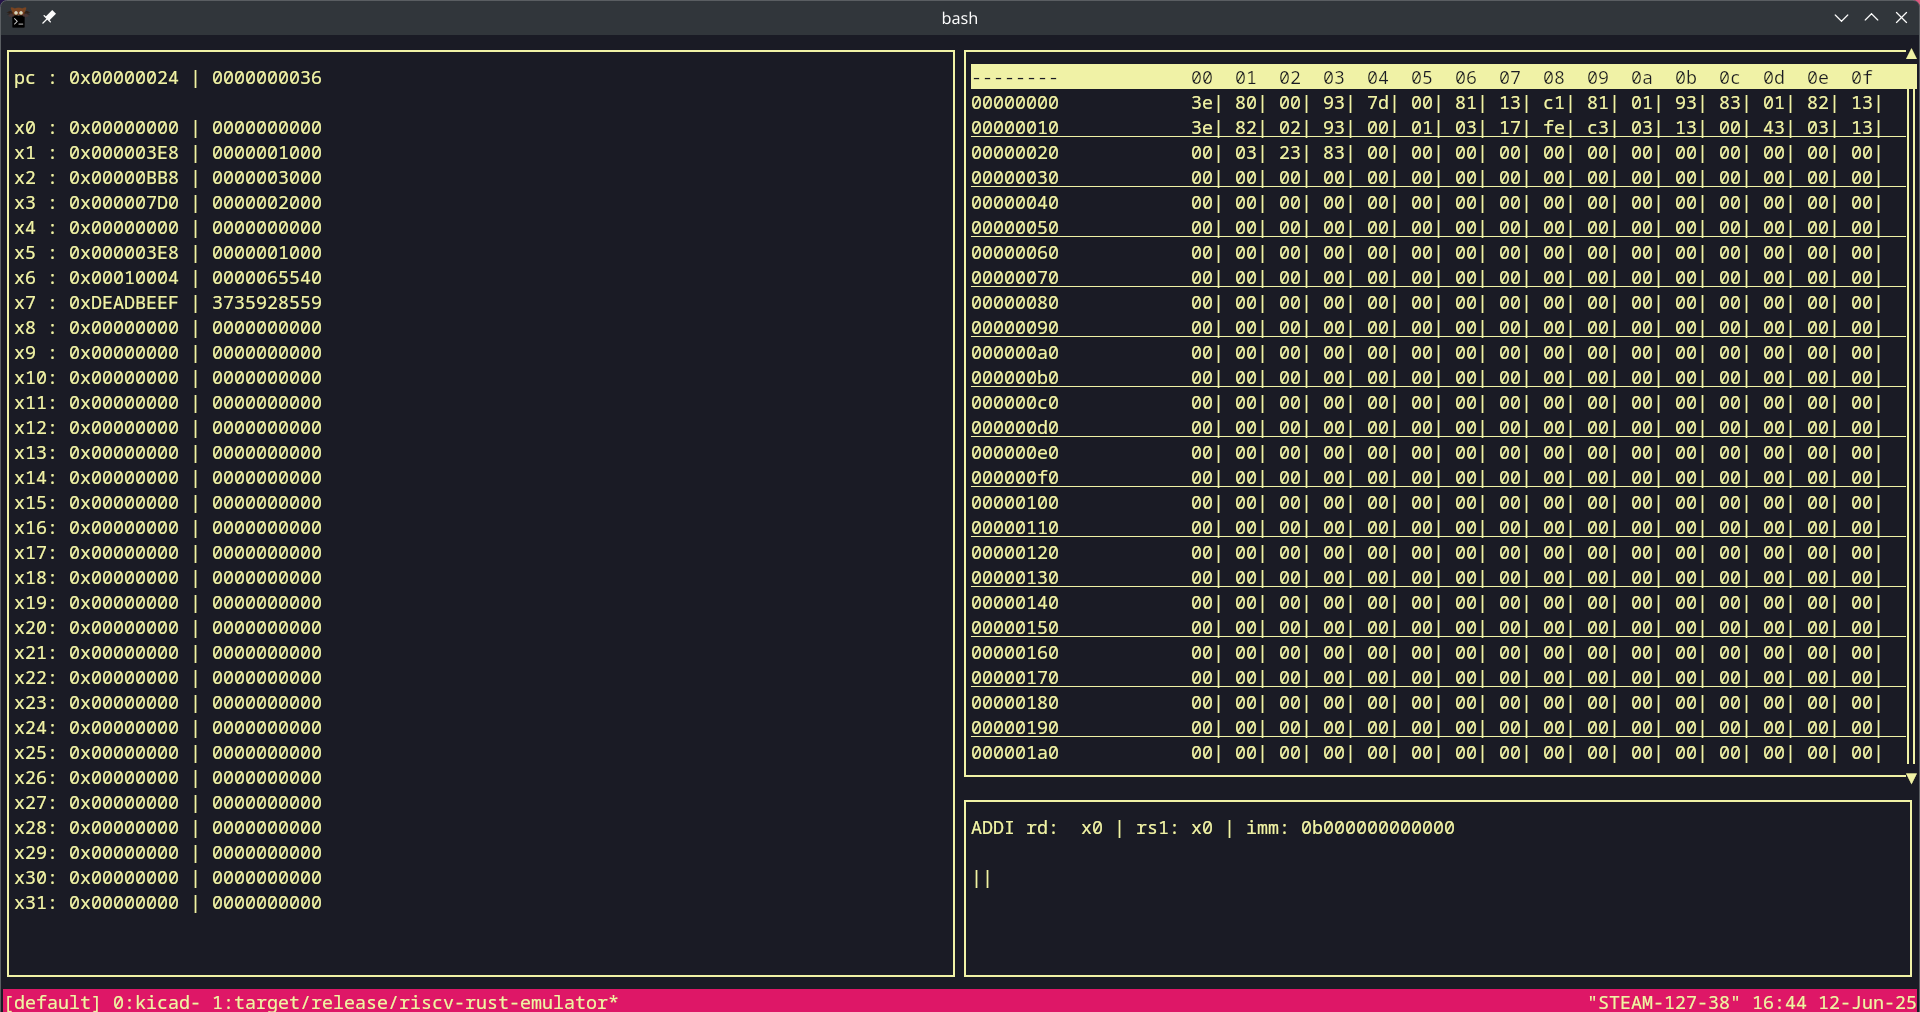 bash
pc : 0x00000024 | 0000000036
x0 : 0x00000000 | 0000000000
x1 : 0x000003E8 | 0000001000
x2 : 0x00000BB8 | 0000003000
x3 : 0x000007D0 | 0000002000
x4 : 0x00000000 | 0000000000
x5 : 0x000003E8 | 0000001000
x6 : 0x00010004 | 0000065540
x7 : 0xDEADBEEF | 3735928559
x8 : 0x00000000 | 0000000000
x9 : 0x00000000 | 0000000000
x10: 0x00000000 | 0000000000
x11: 0x00000000 | 0000000000
x12: 0x00000000 | 0000000000
x13: 0x00000000 | 0000000000
x14: 0x00000000 | 0000000000
x15: 0x00000000 | 0000000000
x16: 0x00000000 | 0000000000
x17: 0x00000000 | 0000000000
x18: 0x00000000 | 0000000000
x19: 0x00000000 | 0000000000
x20: 0x00000000 | 0000000000
x21: 0x00000000 | 0000000000
x22: 0x00000000 | 0000000000
x23: 0x00000000 | 0000000000
x24: 0x00000000 | 0000000000
x25: 0x00000000 | 0000000000
x26: 0x00000000 | 0000000000
x27: 0x00000000 | 0000000000
x28: 0x00000000 | 0000000000
x29: 0x00000000 | 0000000000
x30: 0x00000000 | 0000000000
x31: 0x00000000 | 0000000000
-------- 00 01 02 03 04 05 06 07 08 09 0a 0b 0c 0d 0e 0f
00000000 3e| 80| 00| 93| 7d| 00| 81| 13| c1| 81| 01| 93| 83| 01| 82| 13|
00000010 3e| 82| 02| 93| 00| 01| 03| 17| fe| c3| 03| 13| 00| 43| 03| 13|
00000020 00| 03| 23| 83| 00| 00| 00| 00| 00| 00| 00| 00| 00| 00| 00| 00|
00000030 00| 00| 00| 00| 00| 00| 00| 00| 00| 00| 00| 00| 00| 00| 00| 00|
00000040 00| 00| 00| 00| 00| 00| 00| 00| 00| 00| 00| 00| 00| 00| 00| 00|
00000050 00| 00| 00| 00| 00| 00| 00| 00| 00| 00| 00| 00| 00| 00| 00| 00|
00000060 00| 00| 00| 00| 00| 00| 00| 00| 00| 00| 00| 00| 00| 00| 00| 00|
00000070 00| 00| 00| 00| 00| 00| 00| 00| 00| 00| 00| 00| 00| 00| 00| 00|
00000080 00| 00| 00| 00| 00| 00| 00| 00| 00| 00| 00| 00| 00| 00| 00| 00|
00000090 00| 00| 00| 00| 00| 00| 00| 00| 00| 00| 00| 00| 00| 00| 00| 00|
000000a0 00| 00| 00| 00| 00| 00| 00| 00| 00| 00| 00| 00| 00| 00| 00| 00|
000000b0 00| 00| 00| 00| 00| 00| 00| 00| 00| 00| 00| 00| 00| 00| 00| 00|
000000c0 00| 00| 00| 00| 00| 00| 00| 00| 00| 00| 00| 00| 00| 00| 00| 00|
000000d0 00| 00| 00| 00| 00| 00| 00| 00| 00| 00| 00| 00| 00| 00| 00| 00|
000000e0 00| 00| 00| 00| 00| 00| 00| 00| 00| 00| 00| 00| 00| 00| 00| 00|
000000f0 00| 00| 00| 00| 00| 00| 00| 00| 00| 00| 00| 00| 00| 00| 00| 00|
00000100 00| 00| 00| 00| 00| 00| 00| 00| 00| 00| 00| 00| 00| 00| 00| 00|
00000110 00| 00| 00| 00| 00| 00| 00| 00| 00| 00| 00| 00| 00| 00| 00| 00|
00000120 00| 00| 00| 00| 00| 00| 00| 00| 00| 00| 00| 00| 00| 00| 00| 00|
00000130 00| 00| 00| 00| 00| 00| 00| 00| 00| 00| 00| 00| 00| 00| 00| 00|
00000140 00| 00| 00| 00| 00| 00| 00| 00| 00| 00| 00| 00| 00| 00| 00| 00|
00000150 00| 00| 00| 00| 00| 00| 00| 00| 00| 00| 00| 00| 00| 00| 00| 00|
00000160 00| 00| 00| 00| 00| 00| 00| 00| 00| 00| 00| 00| 00| 00| 00| 00|
00000170 00| 00| 00| 00| 00| 00| 00| 00| 00| 00| 00| 00| 00| 00| 00| 00|
00000180 00| 00| 00| 00| 00| 00| 00| 00| 00| 00| 00| 00| 00| 00| 00| 00|
00000190 00| 00| 00| 00| 00| 00| 00| 00| 00| 00| 00| 00| 00| 00| 00| 00|
000001a0 00| 00| 00| 00| 00| 00| 00| 00| 00| 00| 00| 00| 00| 00| 00| 00|
ADDI rd:  x0 | rs1: x0 | imm: 0b000000000000
||
[default] 0:kicad- 1:target/release/riscv-rust-emulator* "STEAM-127-38" 16:44 12-Jun-25